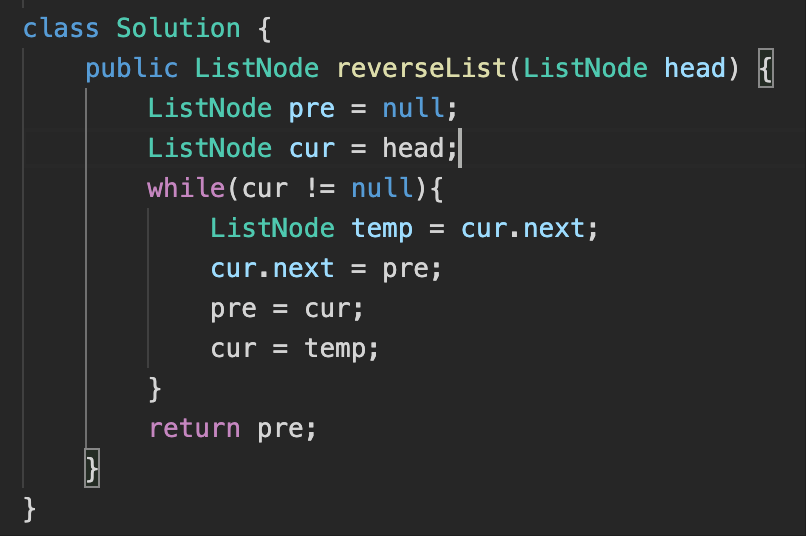 class Solution {
    public ListNode reverseList(ListNode head) {
        ListNode pre = null;
        ListNode cur = head;
        while(cur != null){
            ListNode temp = cur.next;
            cur.next = pre;
            pre = cur;
            cur = temp;
        }
        return pre;
    }
}